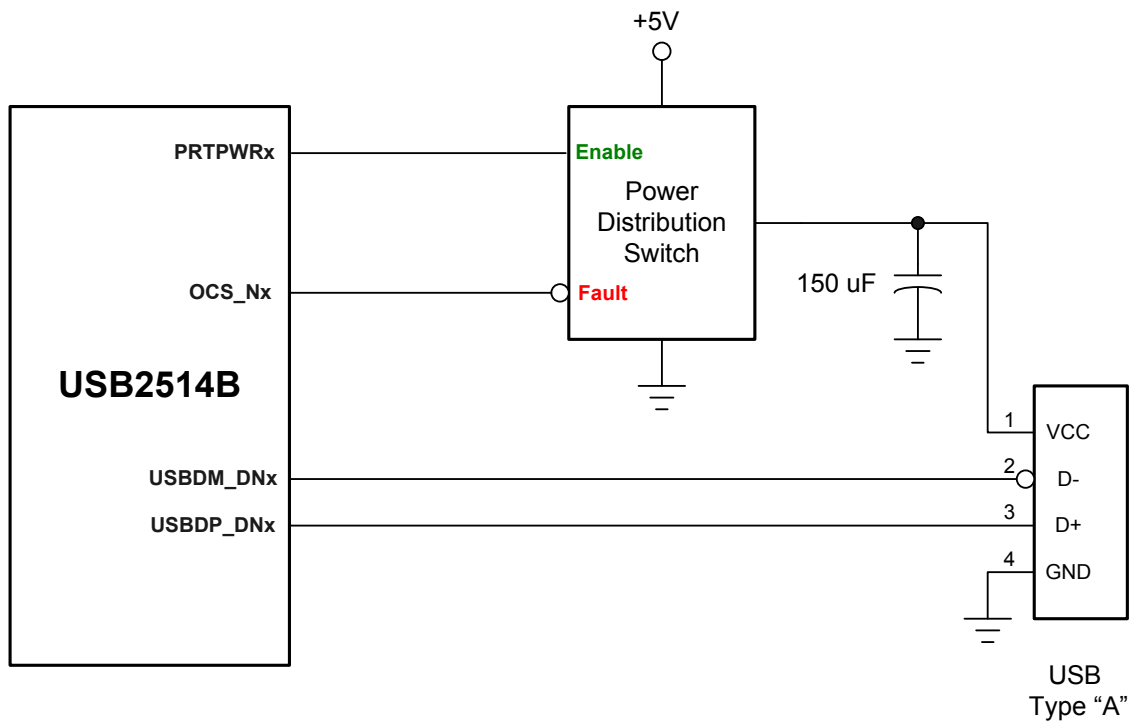 +5V
PRTPWRx
Enable
Power
Distribution
Switch
OCS_Nx
Fault
150 uF
USB2514B
1
VCC
USBDM_DNx
2
D-
USBDP_DNx
3
D+
4
GND
USB
Type “A”